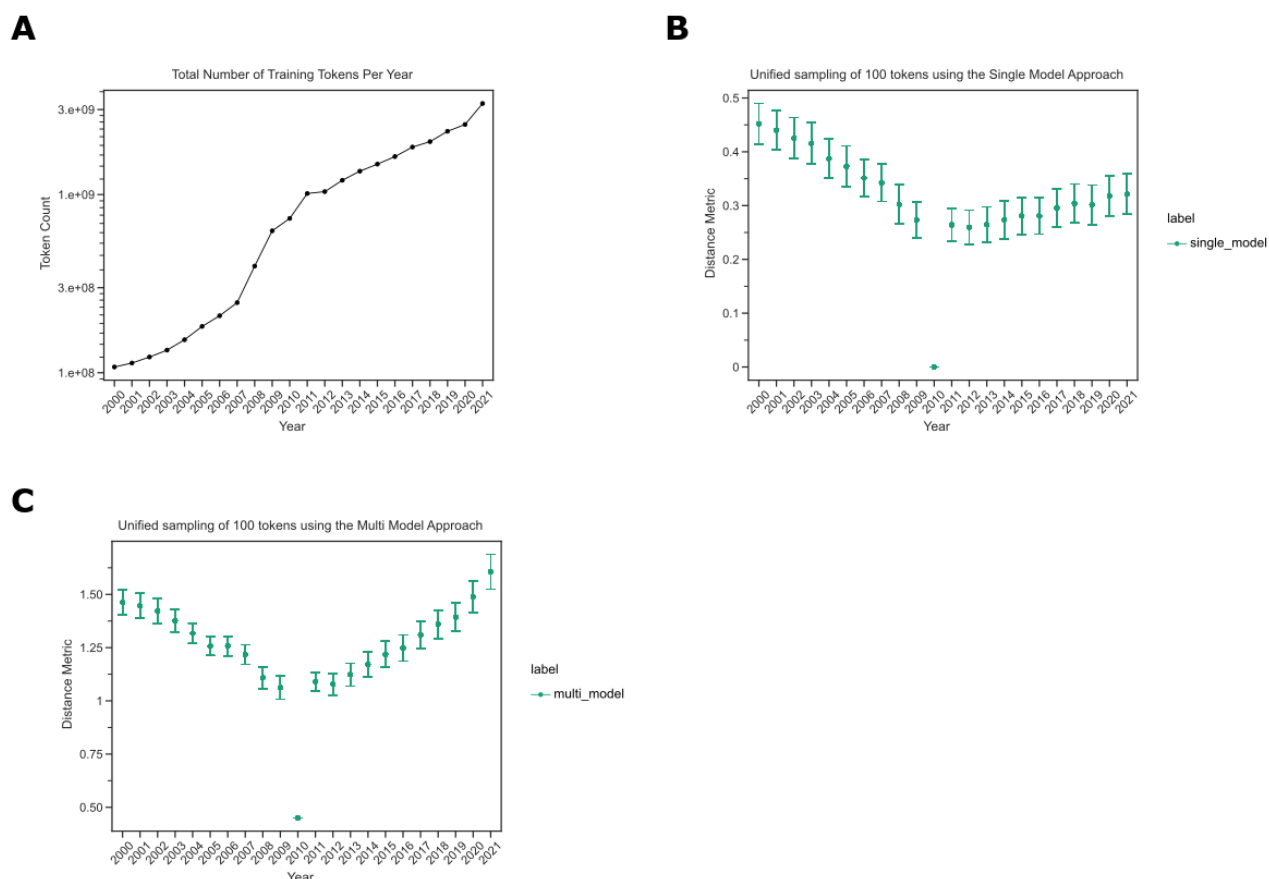 A
Total Number of Training Tokens Per Year
3.e+09
1.e+09
3.e+08
1.e+08
Token Count
2000 2001 2002 2003 2004 2005 2006 2007 2008 2009 2010 2011 2012 2013 2014 2015 2016 2017 2018 2019 2020 2021
Year
B
Unified sampling of 100 tokens using the Single Model Approach
0.5
0.4
0.3
0.2
0.1
0
Distance Metric
2000 2001 2002 2003 2004 2005 2006 2007 2008 2009 2010 2011 2012 2013 2014 2015 2016 2017 2018 2019 2020 2021
Year
label
single_model
C
Unified sampling of 100 tokens using the Multi Model Approach
1.50
1.25
1
0.75
0.50
Distance Metric
2000 2001 2002 2003 2004 2005 2006 2007 2008 2009 2010 2011 2012 2013 2014 2015 2016 2017 2018 2019 2020 2021
Year
label
multi_model